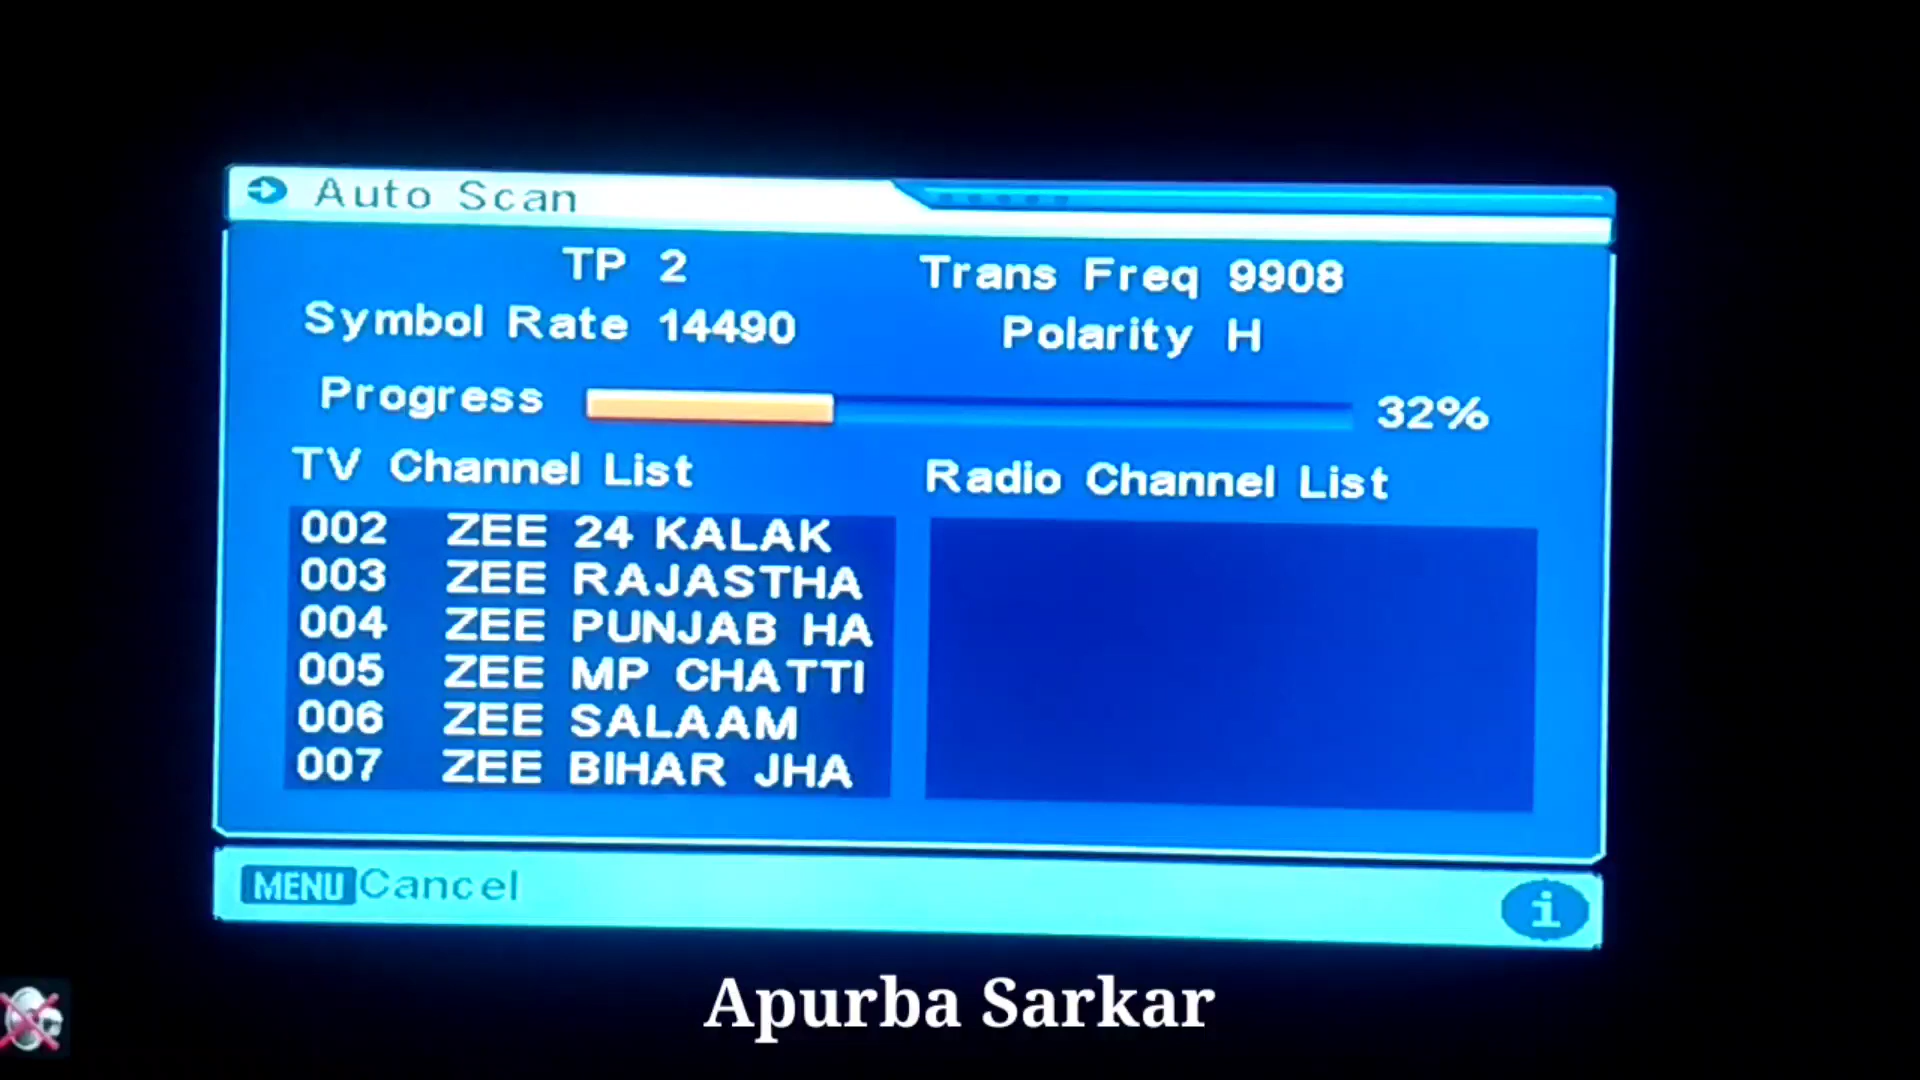 Auto Scan
TP 2 Trans Freq 9908
Symbol Rate 14490 Polarity H
Progress 32%
TV Channel List Radio Channel List
002 ZEE 24 KALAK
003 ZEE RAJASTHA
004 ZEE PUNJAB HA
005 ZEE MP CHATTI
006 ZEE SALAAM
007 ZEE BIHAR JHA
MENU Cancel i
Apurba Sarkar